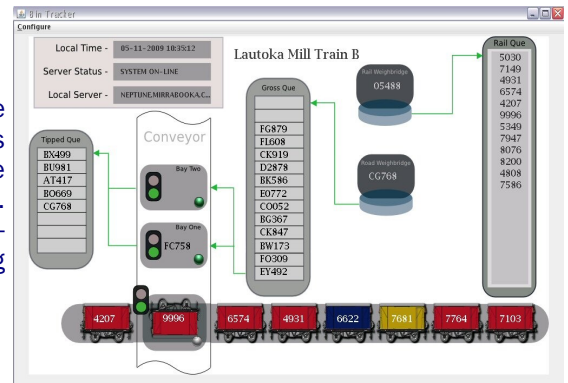 Bin Tracker
Configure
Local Time - 05-11-2009 10:35:12
Server Status - SYSTEM ON-LINE
Local Server - NEPTUNE,MIRRABOOKA,C...
Lautoka Mill Train B
Rail Que
5030
7149
4931
6574
4207
9996
5349
7947
8076
8200
4808
7586
Rail Weighbridge
05488
Road Weighbridge
CG768
Gross Que
FG879
FL608
CK919
D2878
BK586
E0772
CO052
BG367
CK847
BW173
FO309
EY492
Conveyor
Bay Two
Bay One
FC758
Tipped Que
BX499
BU981
AT417
BO669
CG768
4207 9996 6574 4931 6622 7681 7764 7103